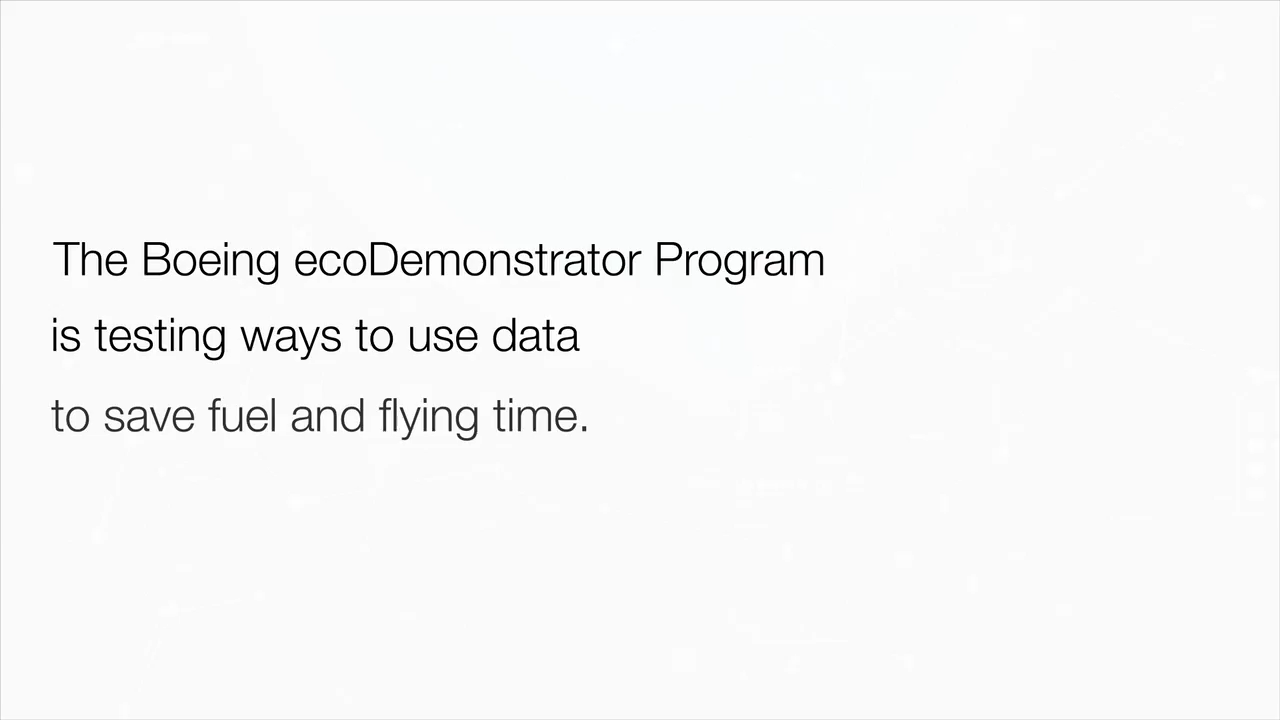 The Boeing ecoDemonstrator Program
is testing ways to use data
to save fuel and flying time.